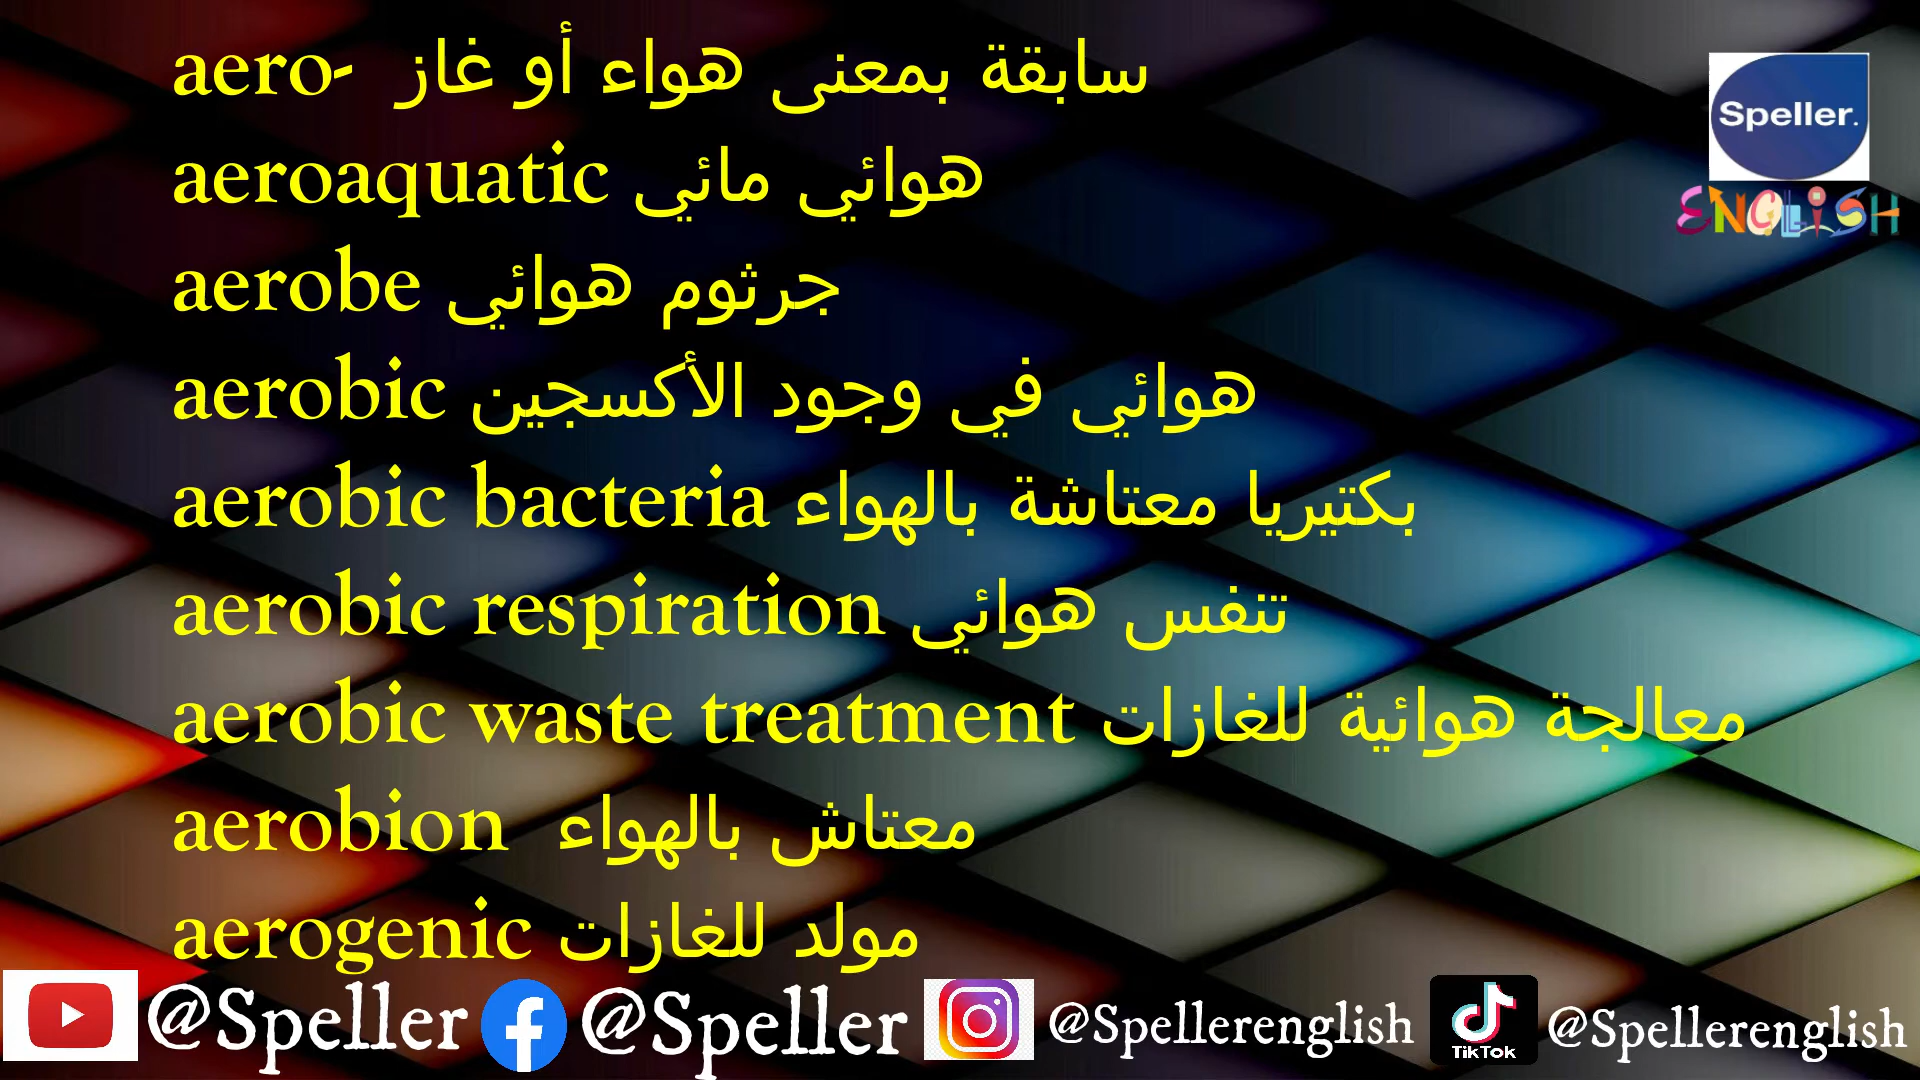 aero- سابقة بمعنى هواء أو غاز
aeroaquatic هوائي مائي
aerobe جرثوم هوائي
aerobic هوائي في وجود الأكسجين
aerobic bacteria بكتيريا معتاشة بالهواء
aerobic respiration تنفس هوائي
aerobic waste treatment معالجة هوائية للغازات
aerobion معتاش بالهواء
aerogenic مولد للغازات
Speller.
ENGLISH
@Speller @Speller @Spellerenglish TikTok @Spellerenglish